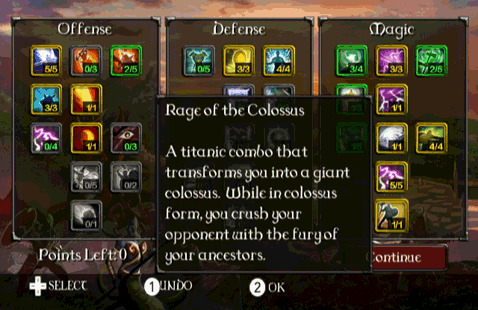 Offense
Defense
Magic
5/5
0/3
2/5
0/5
3/3
4/4
3/4
3/3
2/5
3/3
1/1
1/1
0/4
1/1
0/3
1/1
4/4
0/5
0/2
5/5
0/1
1/1
Rage of the Colossus
A titanic combo that
transforms you into a giant
colossus. While in colossus
form, you crush your
opponent with the fury of
your ancestors.
Points Left: 0
Continue
SELECT
1 UNDO
2 OK